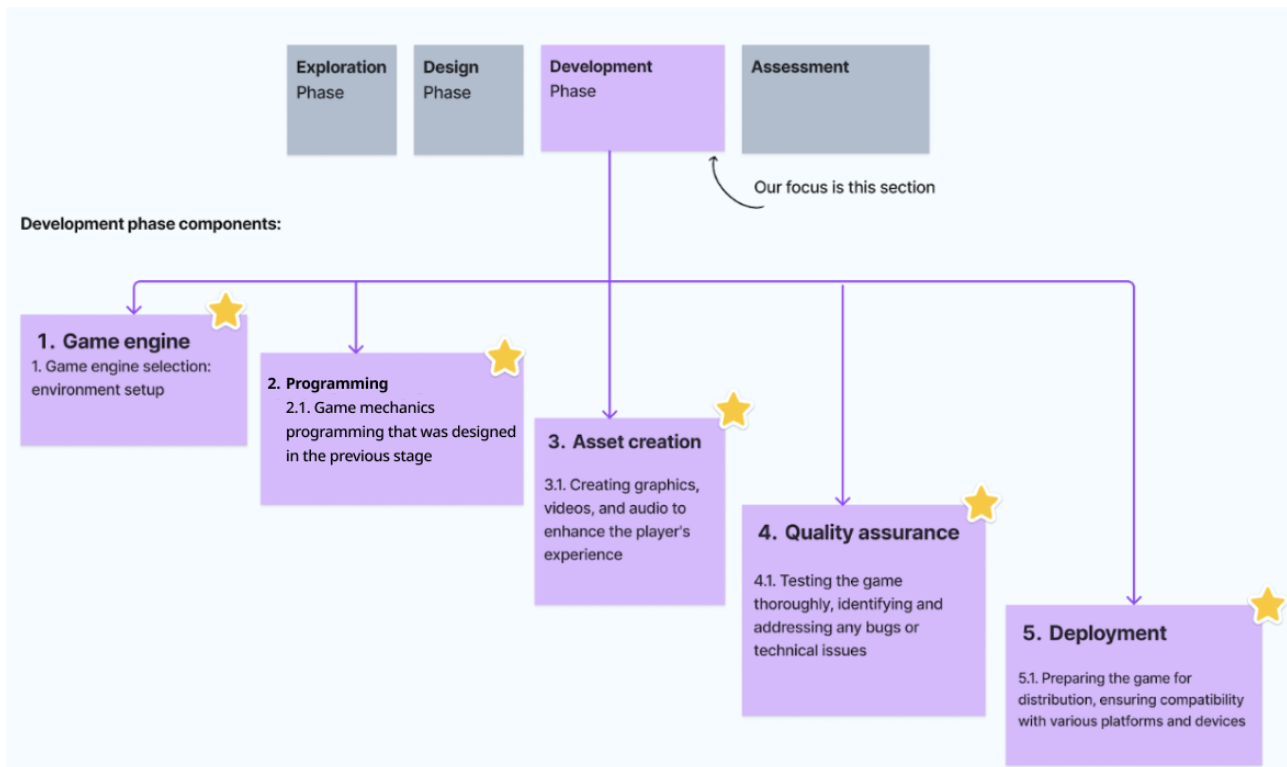 Exploration
Phase
Design
Phase
Development
Phase
Assessment
Our focus is this section
Development phase components:
1. Game engine
1. Game engine selection:
environment setup
2. Programming
2.1. Game mechanics
programming that was designed
in the previous stage
3. Asset creation
3.1. Creating graphics,
videos, and audio to
enhance the player's
experience
4. Quality assurance
4.1. Testing the game
thoroughly, identifying and
addressing any bugs or
technical issues
5. Deployment
5.1. Preparing the game for
distribution, ensuring compatibility
with various platforms and devices